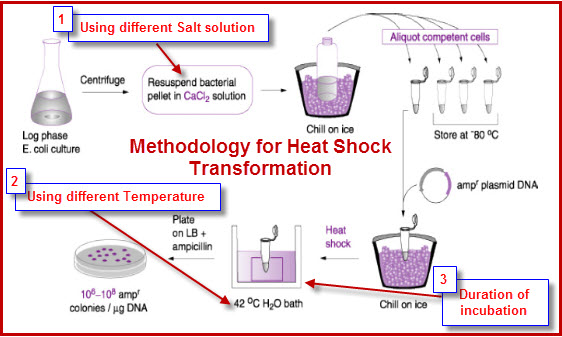 1
Using different Salt solution
Aliquot competent cells
Centrifuge
Resuspend bacterial
pellet in CaCl₂ solution
Log phase
E. coli culture
Chill on ice
Store at ⁻80 ⁰C
Methodology for Heat Shock
Transformation
2
Using different Temperature
ampʳ plasmid DNA
Plate
on LB +
ampicillin
Heat
shock
10⁶–10⁸ ampʳ
colonies / µg DNA
42 ⁰C H₂O bath
Chill on ice
3
Duration of
incubation